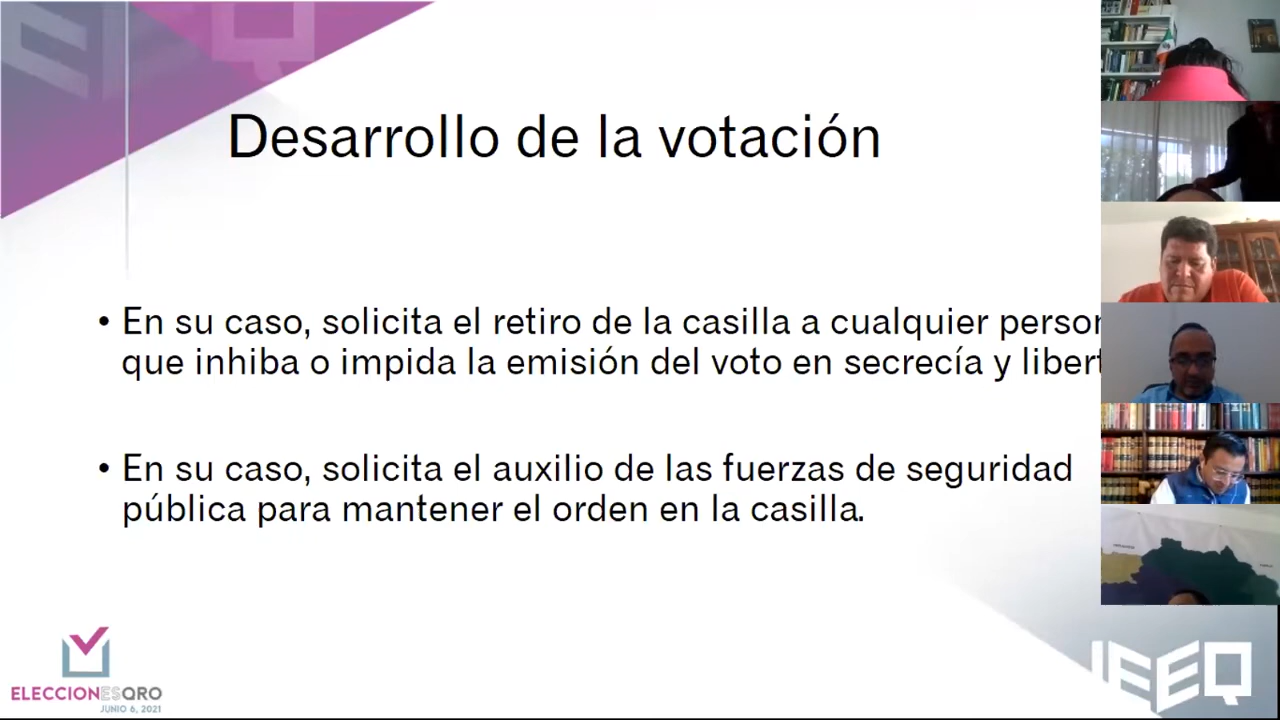 Desarrollo de la votación
• En su caso, solicita el retiro de la casilla a cualquier person
que inhiba o impida la emisión del voto en secrecía y libert
• En su caso, solicita el auxilio de las fuerzas de seguridad
pública para mantener el orden en la casilla.
ELECCIONESQRO
JUNIO 6, 2021
IEEQ